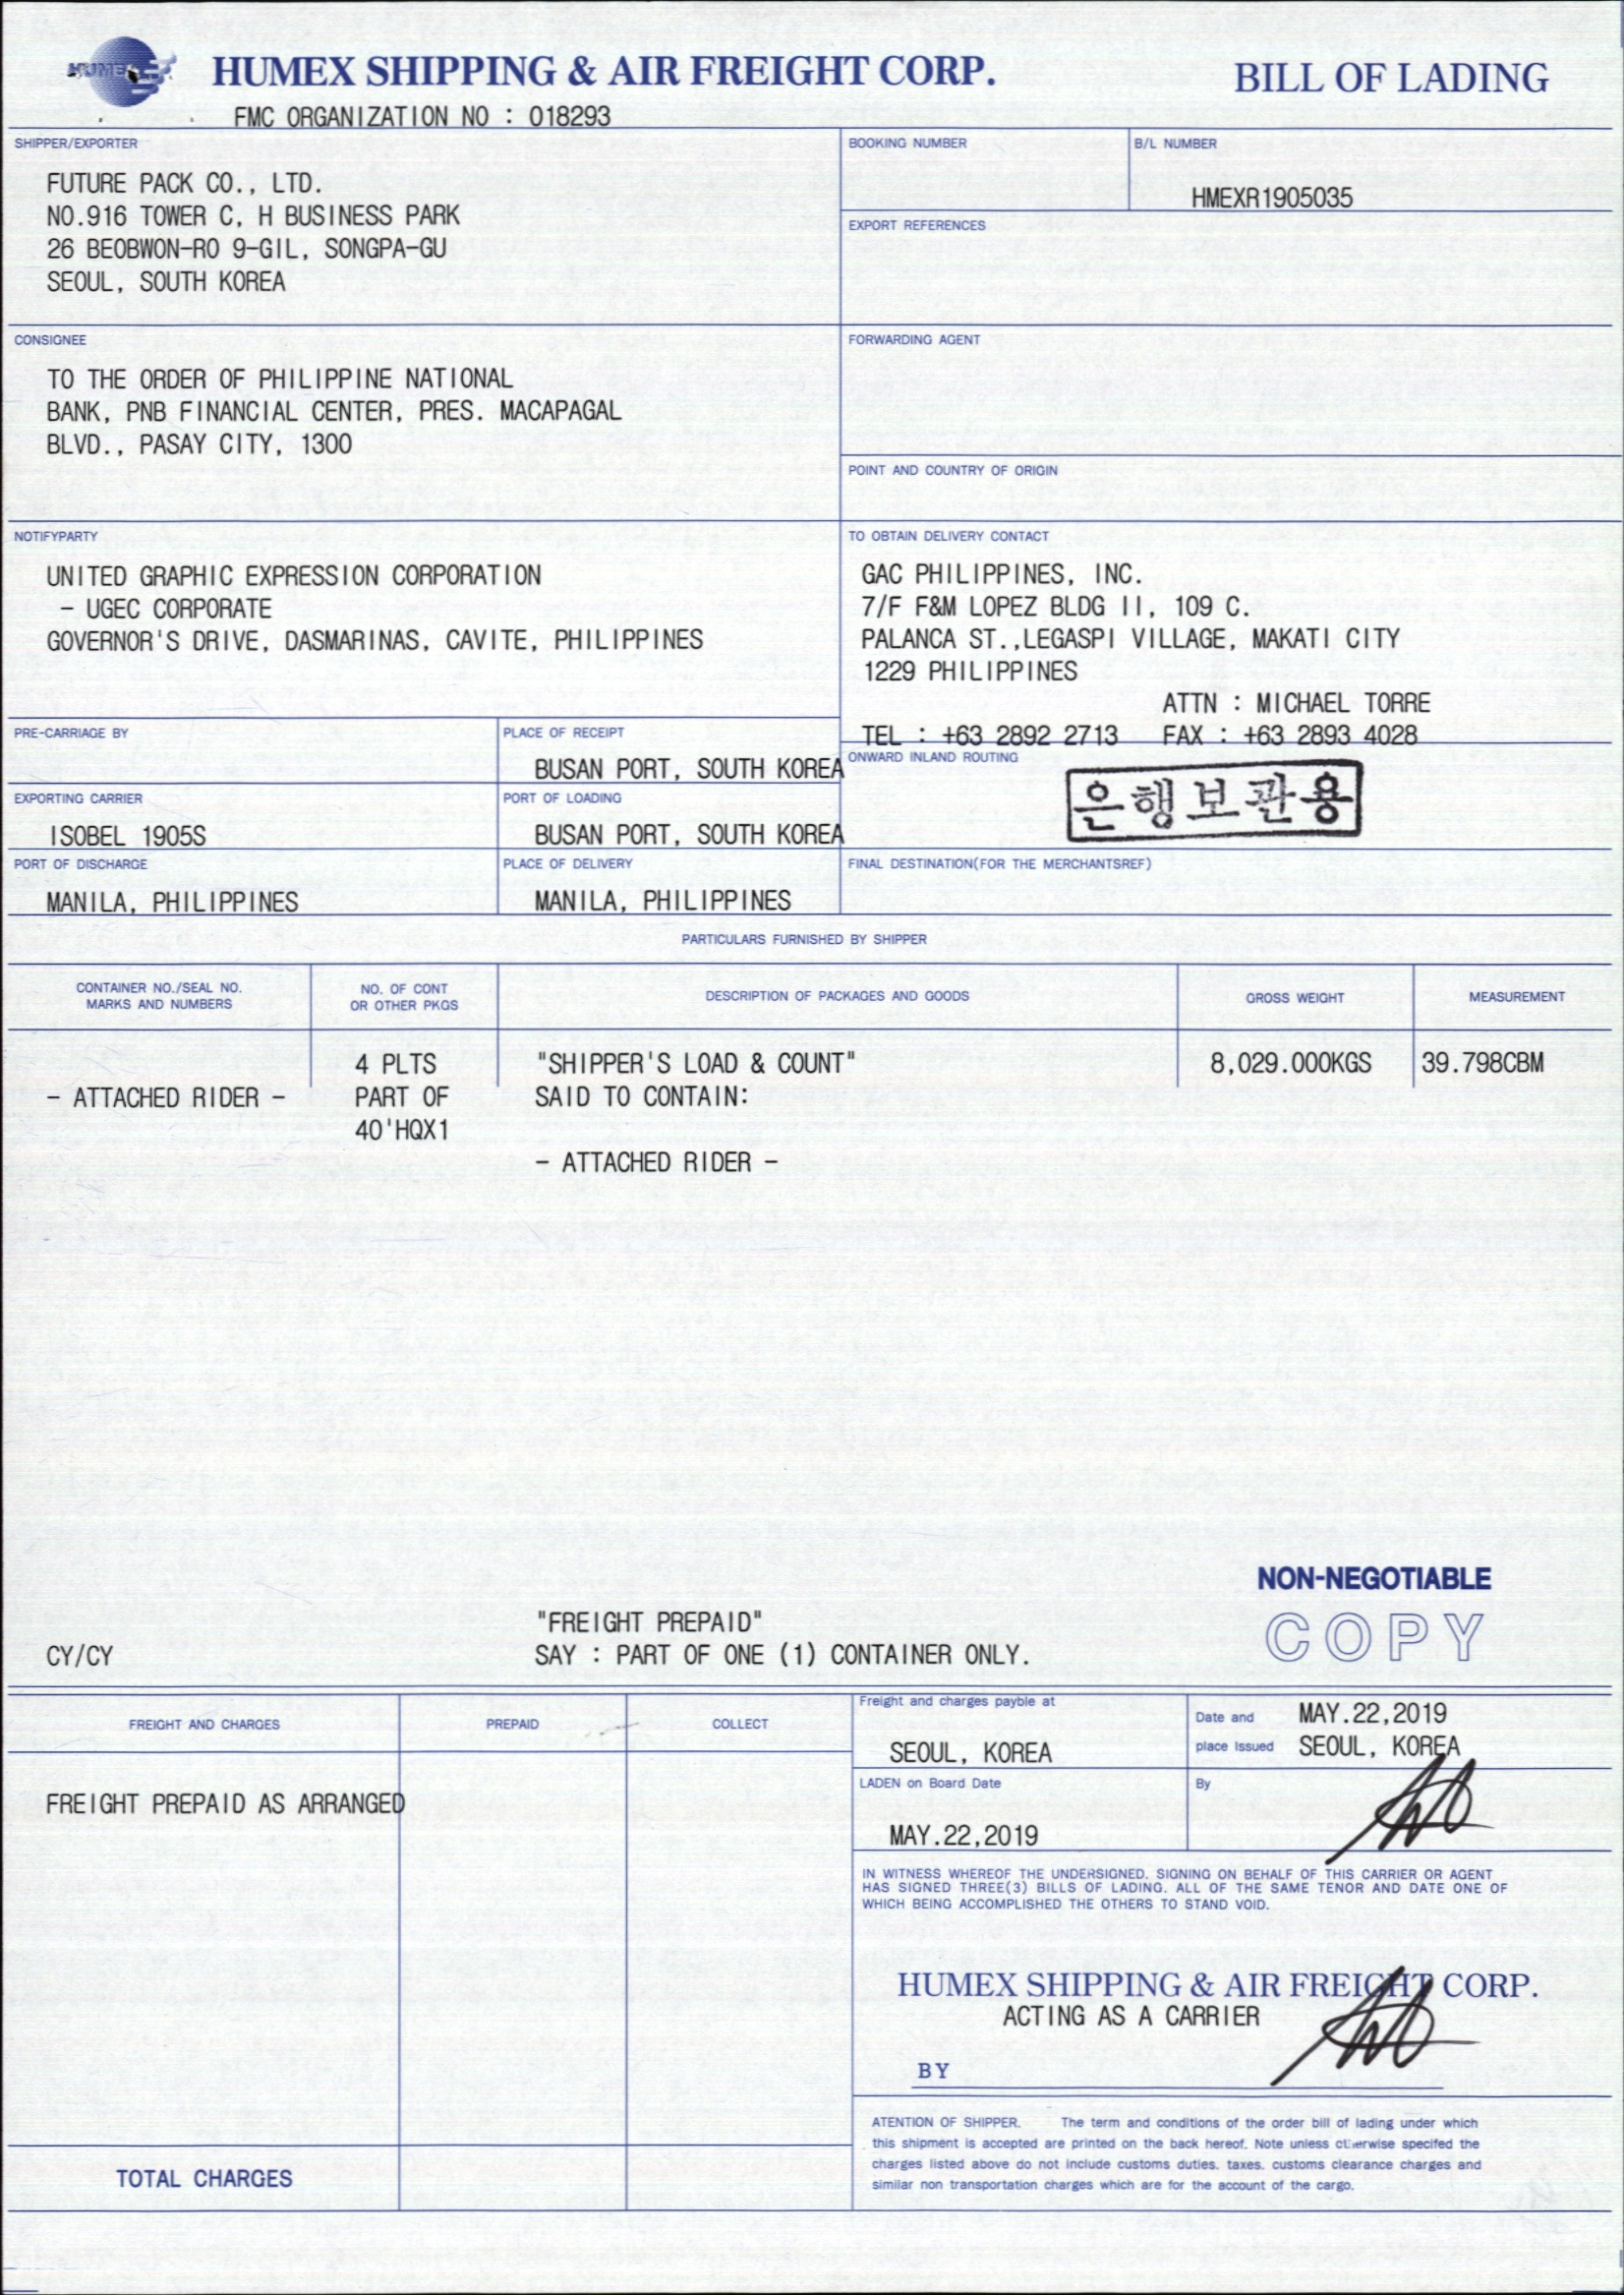 HUMEX SHIPPING & AIR FREIGHT CORP.
BILL OF LADING
FMC ORGANIZATION NO : 018293
SHIPPER/EXPORTER
FUTURE PACK CO., LTD.
NO.916 TOWER C, H BUSINESS PARK
26 BEOBWON-RO 9-GIL, SONGPA-GU
SEOUL, SOUTH KOREA
BOOKING NUMBER
B/L NUMBER
HMEXR1905035
EXPORT REFERENCES
CONSIGNEE
TO THE ORDER OF PHILIPPINE NATIONAL
BANK, PNB FINANCIAL CENTER, PRES. MACAPAGAL
BLVD., PASAY CITY, 1300
FORWARDING AGENT
POINT AND COUNTRY OF ORIGIN
NOTIFYPARTY
UNITED GRAPHIC EXPRESSION CORPORATION
- UGEC CORPORATE
GOVERNOR'S DRIVE, DASMARINAS, CAVITE, PHILIPPINES
TO OBTAIN DELIVERY CONTACT
GAC PHILIPPINES, INC.
7/F F&M LOPEZ BLDG II, 109 C.
PALANCA ST.,LEGASPI VILLAGE, MAKATI CITY
1229 PHILIPPINES
ATTN : MICHAEL TORRE
TEL : +63 2892 2713 FAX : +63 2893 4028
PRE-CARRIAGE BY
PLACE OF RECEIPT
BUSAN PORT, SOUTH KOREA
ONWARD INLAND ROUTING
은행보관용
EXPORTING CARRIER
ISOBEL 1905S
PORT OF LOADING
BUSAN PORT, SOUTH KOREA
PORT OF DISCHARGE
MANILA, PHILIPPINES
PLACE OF DELIVERY
MANILA, PHILIPPINES
FINAL DESTINATION(FOR THE MERCHANTSREF)
PARTICULARS FURNISHED BY SHIPPER
CONTAINER NO./SEAL NO.
MARKS AND NUMBERS
NO. OF CONT
OR OTHER PKGS
DESCRIPTION OF PACKAGES AND GOODS
GROSS WEIGHT
MEASUREMENT
4 PLTS
"SHIPPER'S LOAD & COUNT"
8,029.000KGS
39.798CBM
- ATTACHED RIDER -
PART OF
SAID TO CONTAIN:
40'HQX1
- ATTACHED RIDER -
NON-NEGOTIABLE
COPY
"FREIGHT PREPAID"
CY/CY
SAY : PART OF ONE (1) CONTAINER ONLY.
FREIGHT AND CHARGES
PREPAID
COLLECT
Freight and charges payble at
SEOUL, KOREA
Date and
place Issued
MAY.22,2019
SEOUL, KOREA
FREIGHT PREPAID AS ARRANGED
LADEN on Board Date
MAY.22,2019
By
IN WITNESS WHEREOF THE UNDERSIGNED. SIGNING ON BEHALF OF THIS CARRIER OR AGENT
HAS SIGNED THREE(3) BILLS OF LADING. ALL OF THE SAME TENOR AND DATE ONE OF
WHICH BEING ACCOMPLISHED THE OTHERS TO STAND VOID.
HUMEX SHIPPING & AIR FREIGHT CORP.
ACTING AS A CARRIER
BY
ATENTION OF SHIPPER. The term and conditions of the order bill of lading under which
this shipment is accepted are printed on the back hereof. Note unless otherwise specifed the
charges listed above do not include customs duties. taxes. customs clearance charges and
similar non transportation charges which are for the account of the cargo.
TOTAL CHARGES